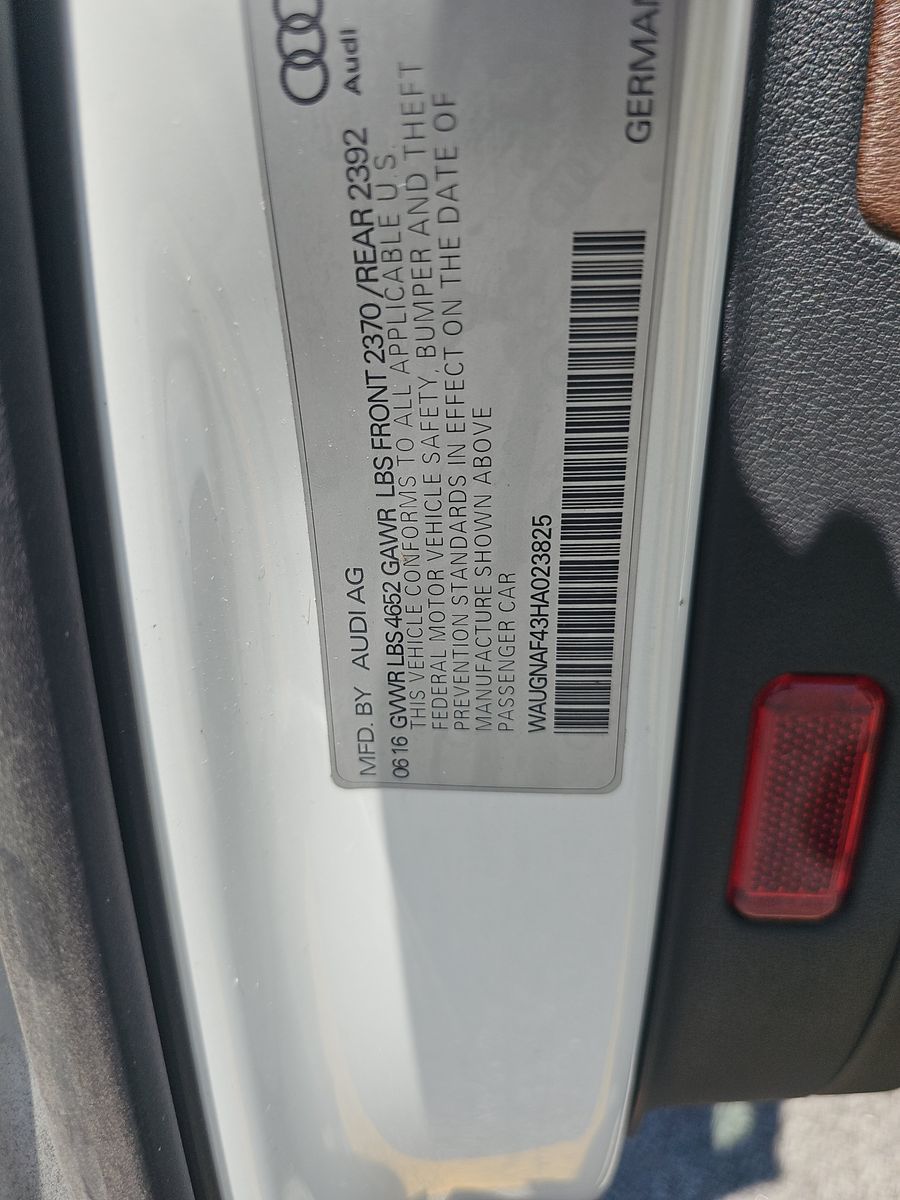 Audi
MFD. BY AUDI AG
06 16 GVWR LBS 4652 GAWR LBS FRONT 2370 / REAR 2392
THIS VEHICLE CONFORMS TO ALL APPLICABLE U.S.
FEDERAL MOTOR VEHICLE SAFETY, BUMPER AND THEFT
PREVENTION STANDARDS IN EFFECT ON THE DATE OF
MANUFACTURE SHOWN ABOVE
PASSENGER CAR
WAUGNAF43HA023825
GERMAN